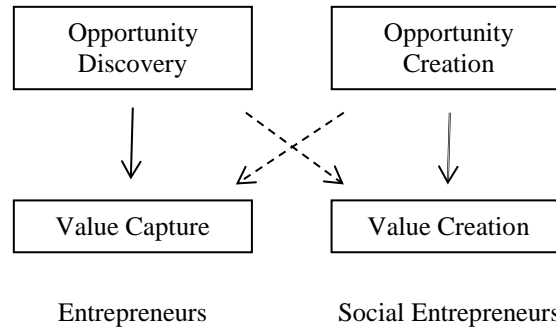 Opportunity
Discovery
Opportunity
Creation
Value Capture
Value Creation
Entrepreneurs
Social Entrepreneurs